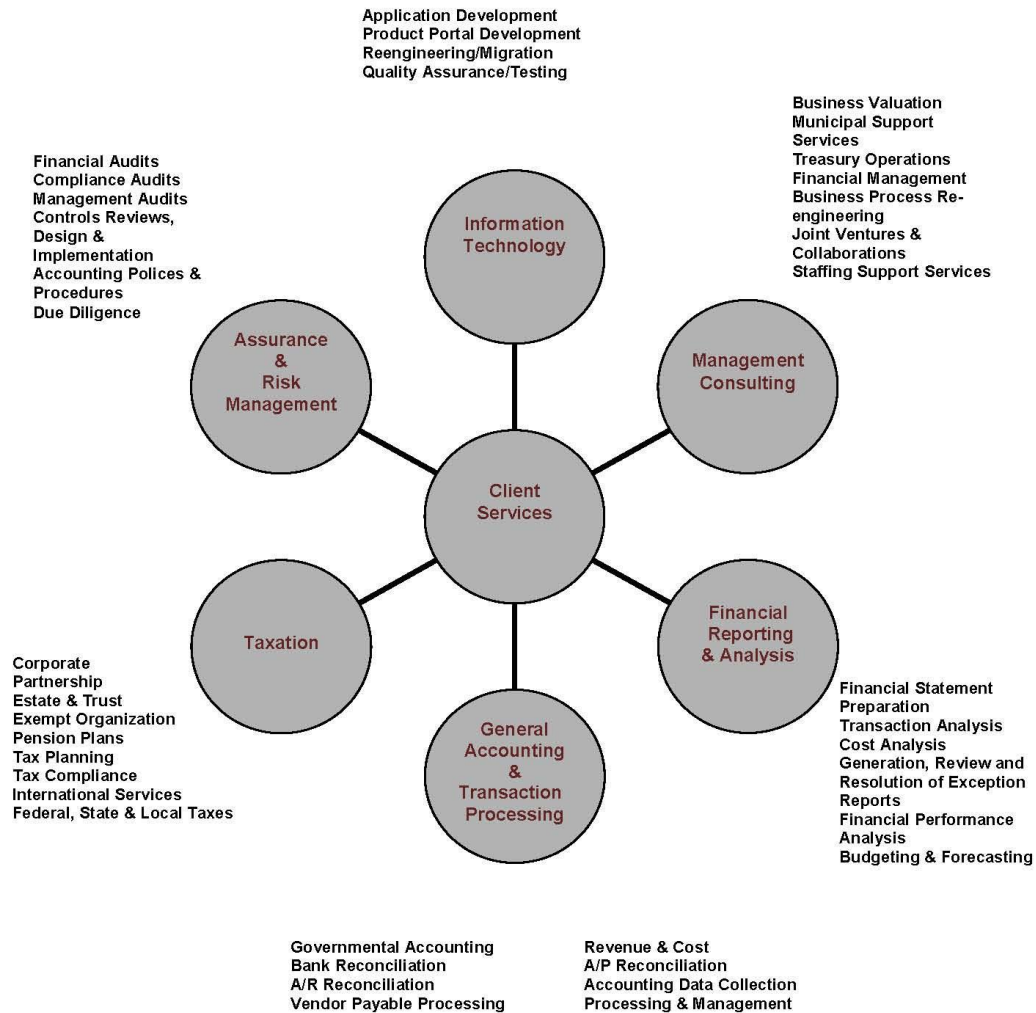 Application Development
Product Portal Development
Reengineering/Migration
Quality Assurance/Testing
Business Valuation
Municipal Support
Services
Treasury Operations
Financial Management
Business Process Re-
engineering
Joint Ventures &
Collaborations
Staffing Support Services
Financial Audits
Compliance Audits
Management Audits
Controls Reviews,
Design &
Implementation
Accounting Polices &
Procedures
Due Diligence
Information
Technology
Assurance
&
Risk
Management
Management
Consulting
Client
Services
Taxation
Financial
Reporting
& Analysis
General
Accounting
&
Transaction
Processing
Corporate
Partnership
Estate & Trust
Exempt Organization
Pension Plans
Tax Planning
Tax Compliance
International Services
Federal, State & Local Taxes
Financial Statement
Preparation
Transaction Analysis
Cost Analysis
Generation, Review and
Resolution of Exception
Reports
Financial Performance
Analysis
Budgeting & Forecasting
Governmental Accounting
Bank Reconciliation
A/R Reconciliation
Vendor Payable Processing
Revenue & Cost
A/P Reconciliation
Accounting Data Collection
Processing & Management